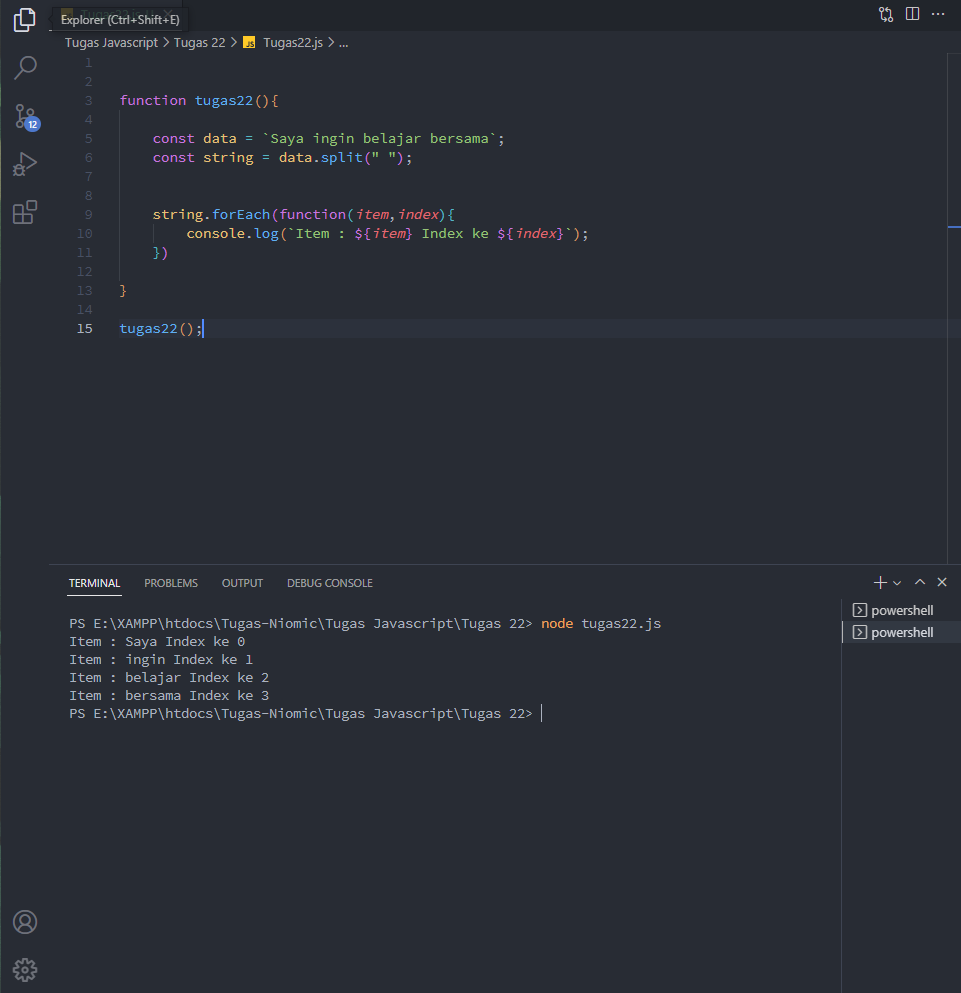 Explorer (Ctrl+Shift+E)
Tugas Javascript > Tugas 22 > JS Tugas22.js > ...
1
2
3 function tugas22(){
4
5 const data = `Saya ingin belajar bersama`;
6 const string = data.split(" ");
7
8
9 string.forEach(function(item,index){
10 console.log(`Item : ${item} Index ke ${index}`);
11 })
12
13 }
14
15 tugas22();
12
TERMINAL PROBLEMS OUTPUT DEBUG CONSOLE
powershell
powershell
PS E:\XAMPP\htdocs\Tugas-Niomic\Tugas Javascript\Tugas 22> node tugas22.js
Item : Saya Index ke 0
Item : ingin Index ke 1
Item : belajar Index ke 2
Item : bersama Index ke 3
PS E:\XAMPP\htdocs\Tugas-Niomic\Tugas Javascript\Tugas 22>